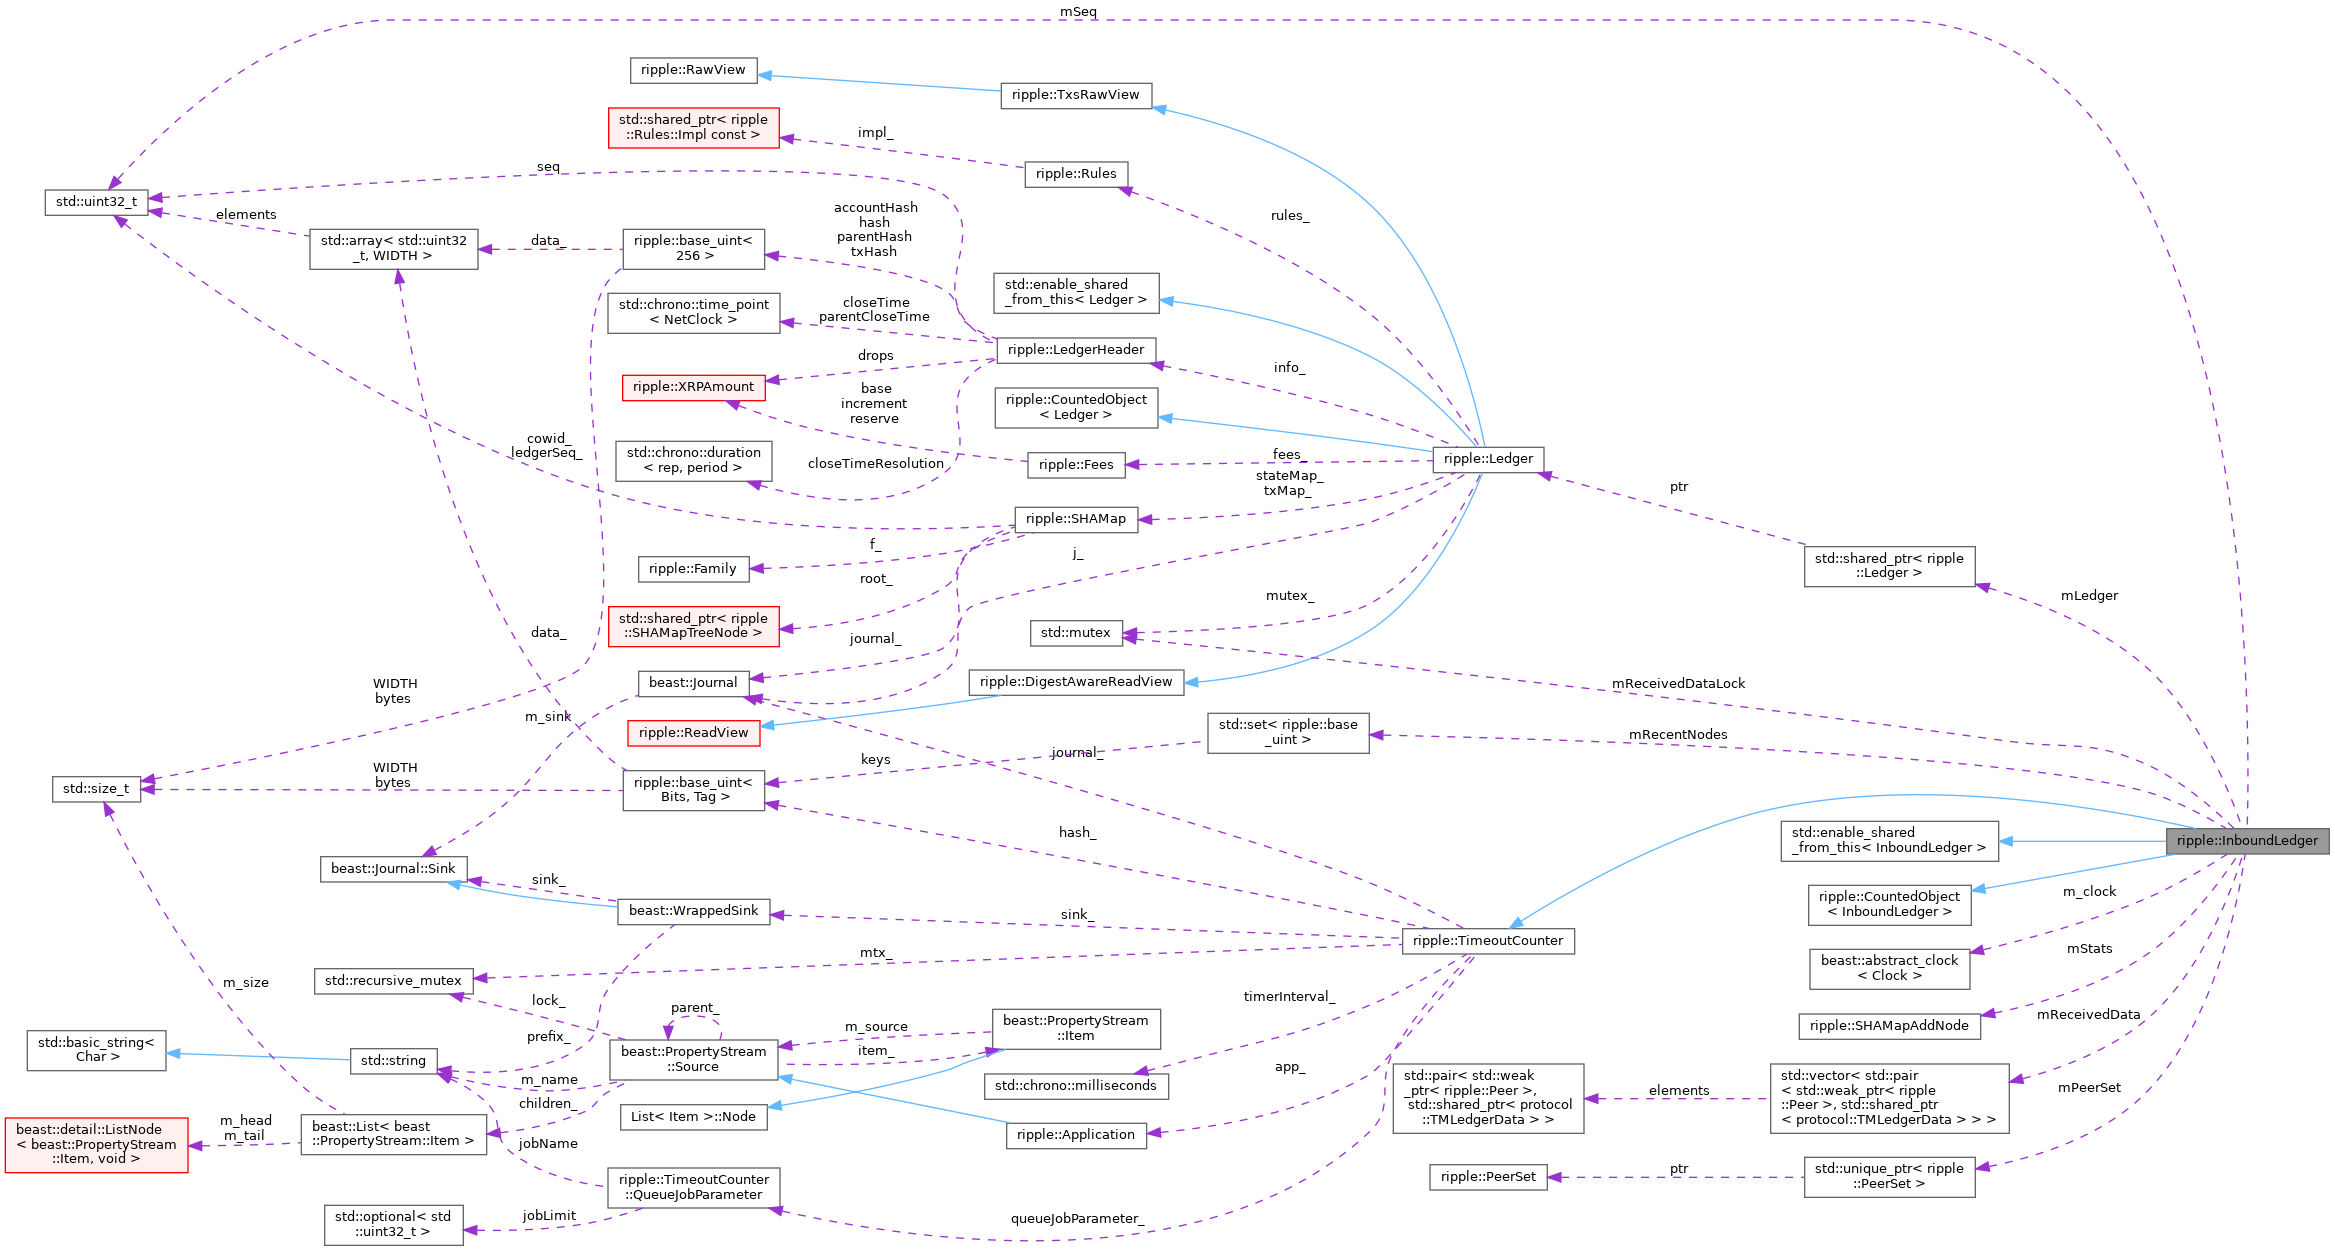 mSeq
ripple::RawView
ripple::TxsRawView
std::shared_ptr< ripple
::Rules::Impl const >
impl_
ripple::Rules
seq
std::uint32_t
elements
accountHash
hash
parentHash
txHash
rules_
std::array< std::uint32
_t, WIDTH >
data_
ripple::base_uint<
256 >
std::enable_shared
_from_this< Ledger >
std::chrono::time_point
< NetClock >
closeTime
parentCloseTime
ripple::LedgerHeader
drops
info_
ripple::XRPAmount
base
increment
reserve
ripple::CountedObject
< Ledger >
cowid_
ledgerSeq_
std::chrono::duration
< rep, period >
closeTimeResolution
ripple::Fees
fees_
ripple::Ledger
stateMap_
txMap_
ptr
ripple::SHAMap
f_
j_
ripple::Family
std::shared_ptr< ripple
::Ledger >
root_
mutex_
mLedger
std::shared_ptr< ripple
::SHAMapTreeNode >
data_
journal_
std::mutex
WIDTH
bytes
beast::Journal
ripple::DigestAwareReadView
mReceivedDataLock
m_sink
ripple::ReadView
std::set< ripple::base
_uint >
mRecentNodes
journal_
keys
WIDTH
bytes
std::size_t
ripple::base_uint<
Bits, Tag >
hash_
std::enable_shared
_from_this< InboundLedger >
ripple::InboundLedger
beast::Journal::Sink
sink_
ripple::CountedObject
< InboundLedger >
m_clock
beast::WrappedSink
sink_
ripple::TimeoutCounter
mStats
mtx_
beast::abstract_clock
< Clock >
std::recursive_mutex
m_size
lock_
parent_
timerInterval_
mReceivedData
prefix_
m_source
beast::PropertyStream
::Item
ripple::SHAMapAddNode
std::basic_string<
Char >
std::string
beast::PropertyStream
::Source
item_
m_name
children_
std::chrono::milliseconds
app_
std::pair< std::weak
_ptr< ripple::Peer >,
std::shared_ptr< protocol
::TMLedgerData > >
elements
std::vector< std::pair
< std::weak_ptr< ripple
::Peer >, std::shared_ptr
< protocol::TMLedgerData > > >
mPeerSet
List< Item >::Node
beast::detail::ListNode
< beast::PropertyStream
::Item, void >
m_head
m_tail
beast::List< beast
::PropertyStream::Item >
jobName
ripple::Application
ripple::TimeoutCounter
::QueueJobParameter
ripple::PeerSet
ptr
std::unique_ptr< ripple
::PeerSet >
std::optional< std
::uint32_t >
jobLimit
queueJobParameter_